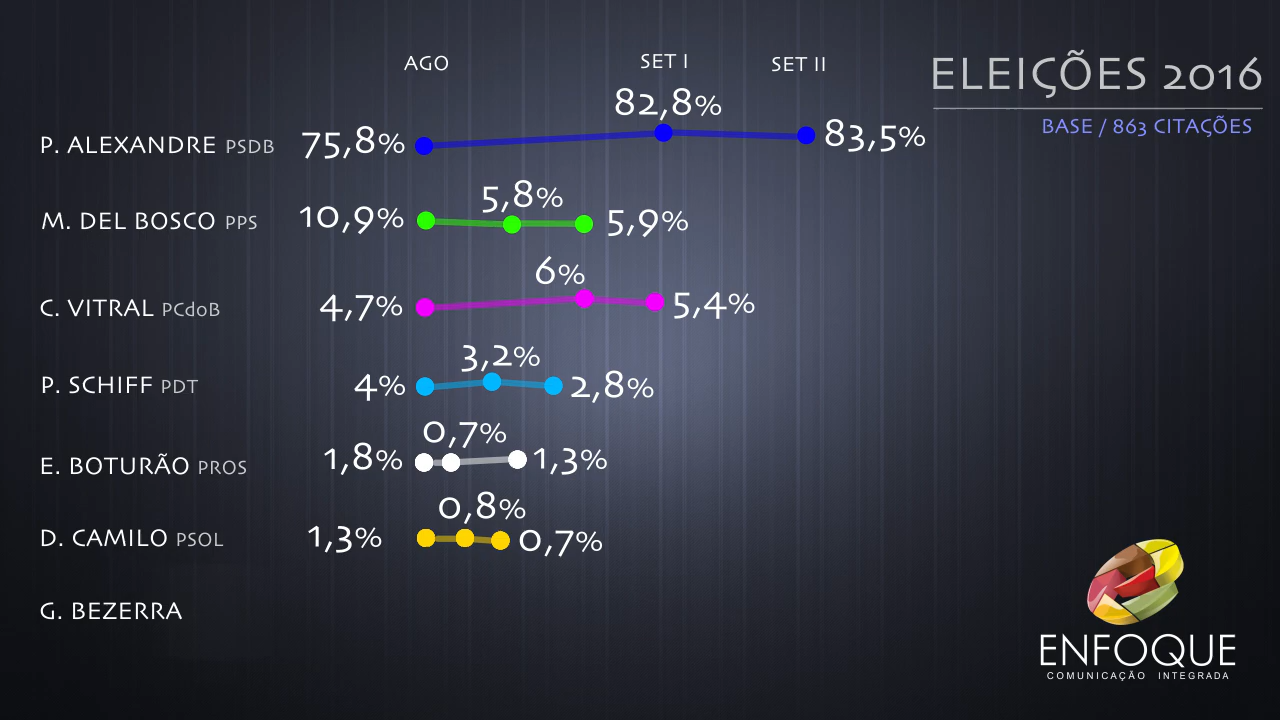 AGO SET I SET II
ELEIÇÕES 2016
BASE / 863 CITAÇÕES
P. ALEXANDRE PSDB 75,8% 82,8% 83,5%
M. DEL BOSCO PPS 10,9% 5,8% 5,9%
C. VITRAL PCdoB 4,7% 6% 5,4%
P. SCHIFF PDT 4% 3,2% 2,8%
E. BOTURÃO PROS 1,8% 0,7% 1,3%
D. CAMILO PSOL 1,3% 0,8% 0,7%
G. BEZERRA
ENFOQUE
COMUNICAÇÃO INTEGRADA